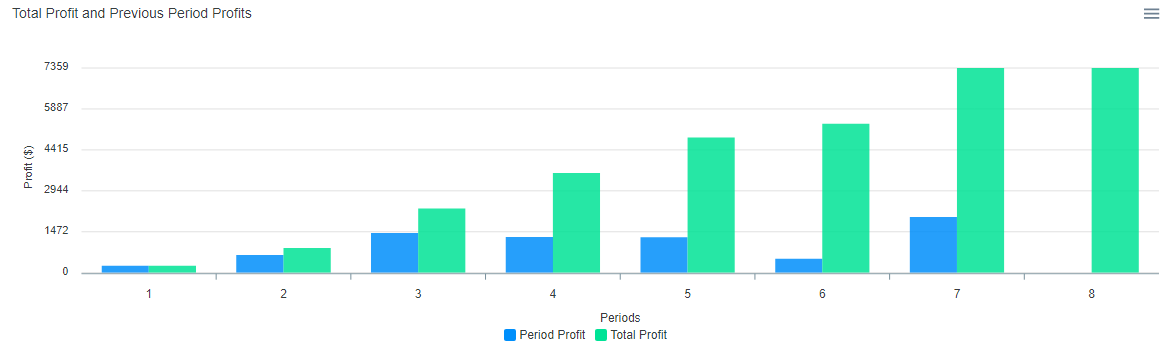 Total Profit and Previous Period Profits
7359
5887
4415
2944
1472
0
Profit ($)
1 2 3 4 5 6 7 8
Periods
Period Profit Total Profit